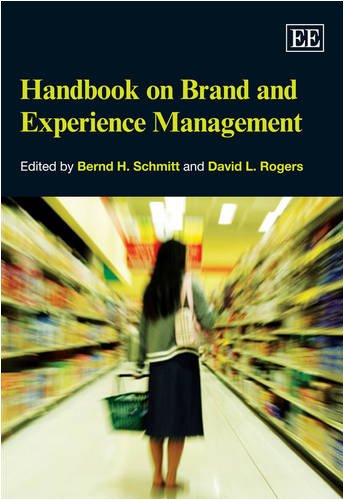 EE
Handbook on Brand and
Experience Management
Edited by Bernd H. Schmitt and David L. Rogers